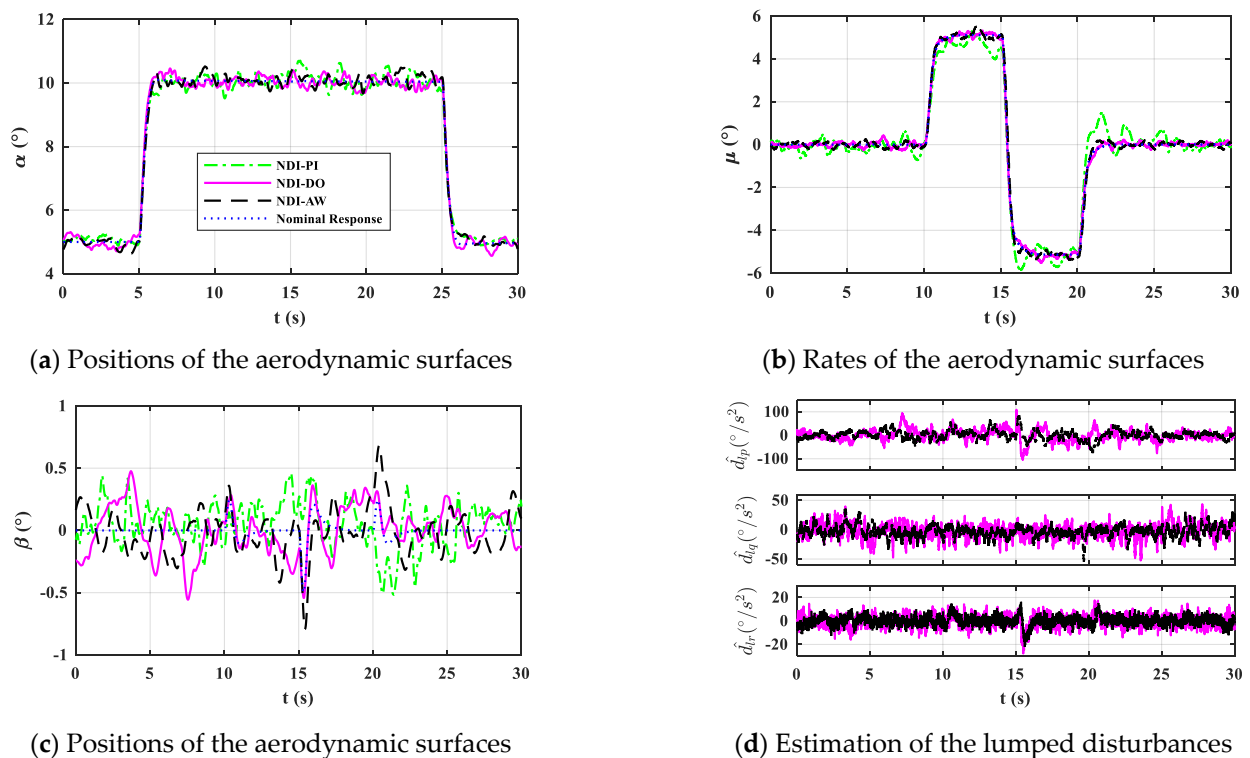 12
10
8
6
4
α (°)
NDI-PI
NDI-DO
NDI-AW
Nominal Response
0 5 10 15 20 25 30
t (s)
(a) Positions of the aerodynamic surfaces
6
4
2
0
-2
-4
-6
μ (°)
0 5 10 15 20 25 30
t (s)
(b) Rates of the aerodynamic surfaces
1
0.5
0
-0.5
-1
β (°)
0 5 10 15 20 25 30
t (s)
(c) Positions of the aerodynamic surfaces
100
0
-100
d̂_{lp}(°/s²)
50
0
-50
d̂_{lq}(°/s²)
20
0
-20
d̂_{lr}(°/s²)
0 5 10 15 20 25 30
t (s)
(d) Estimation of the lumped disturbances